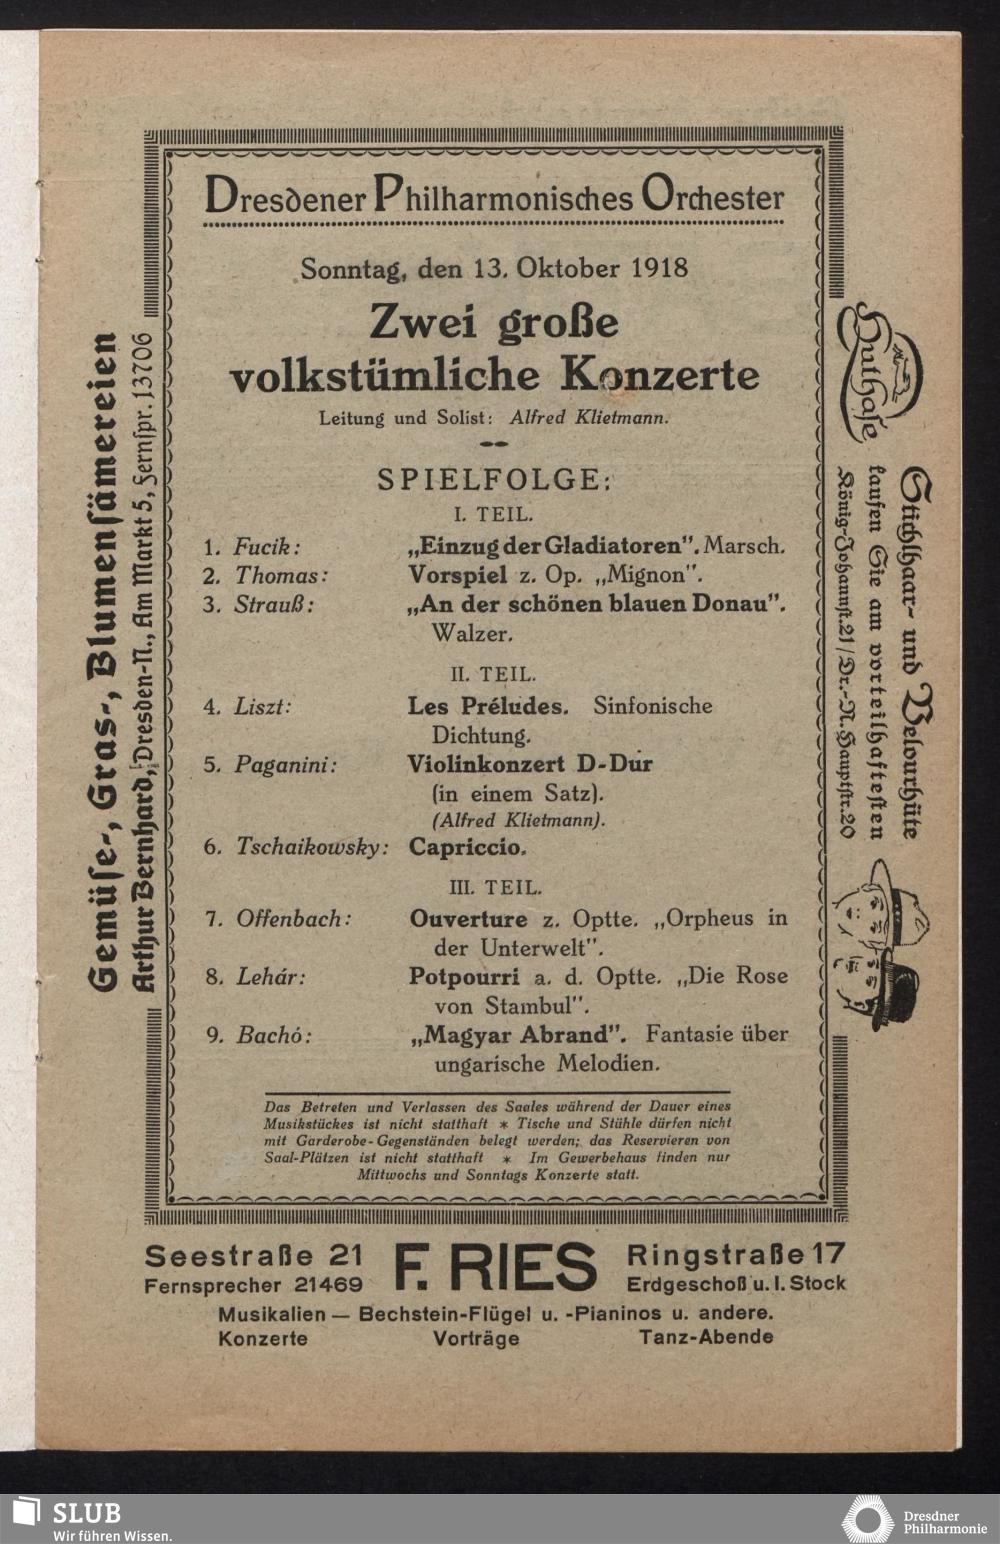 Dresdener Philharmonisches Orchester
Sonntag, den 13. Oktober 1918
Zwei große
volkstümliche Konzerte
Leitung und Solist: Alfred Klietmann.
SPIELFOLGE:
I. TEIL.
1. Fucik: „Einzug der Gladiatoren". Marsch.
2. Thomas: Vorspiel z. Op. „Mignon".
3. Strauß: „An der schönen blauen Donau".
Walzer.
II. TEIL.
4. Liszt: Les Préludes. Sinfonische
Dichtung.
5. Paganini: Violinkonzert D-Dur
(in einem Satz).
(Alfred Klietmann).
6. Tschaikowsky: Capriccio.
III. TEIL.
7. Offenbach: Ouverture z. Optte. „Orpheus in
der Unterwelt".
8. Lehár: Potpourri a. d. Optte. „Die Rose
von Stambul".
9. Bachó: „Magyar Abrand". Fantasie über
ungarische Melodien.
Das Betreten und Verlassen des Saales während der Dauer eines
Musikstückes ist nicht statthaft * Tische und Stühle dürfen nicht
mit Garderobe-Gegenständen belegt werden; das Reservieren von
Saal-Plätzen ist nicht statthaft * Im Gewerbehaus finden nur
Mittwochs und Sonntags Konzerte statt.
Gemüse-, Gras-, Blumensämereien
Arthur Bernhard, Dresden-N., Am Markt 5, Fernspr. 13706
Huthase
Stichlhaar- und Velourhüte
kaufen Sie am vorteilhaftesten
König-Johannst. 21 / Dr.-N. Hauptstr. 20
Seestraße 21 F. RIES Ringstraße 17
Fernsprecher 21469 Erdgeschoß u. I. Stock
Musikalien — Bechstein-Flügel u. -Pianinos u. andere.
Konzerte Vorträge Tanz-Abende
SLUB
Wir führen Wissen.
Dresdner
Philharmonie